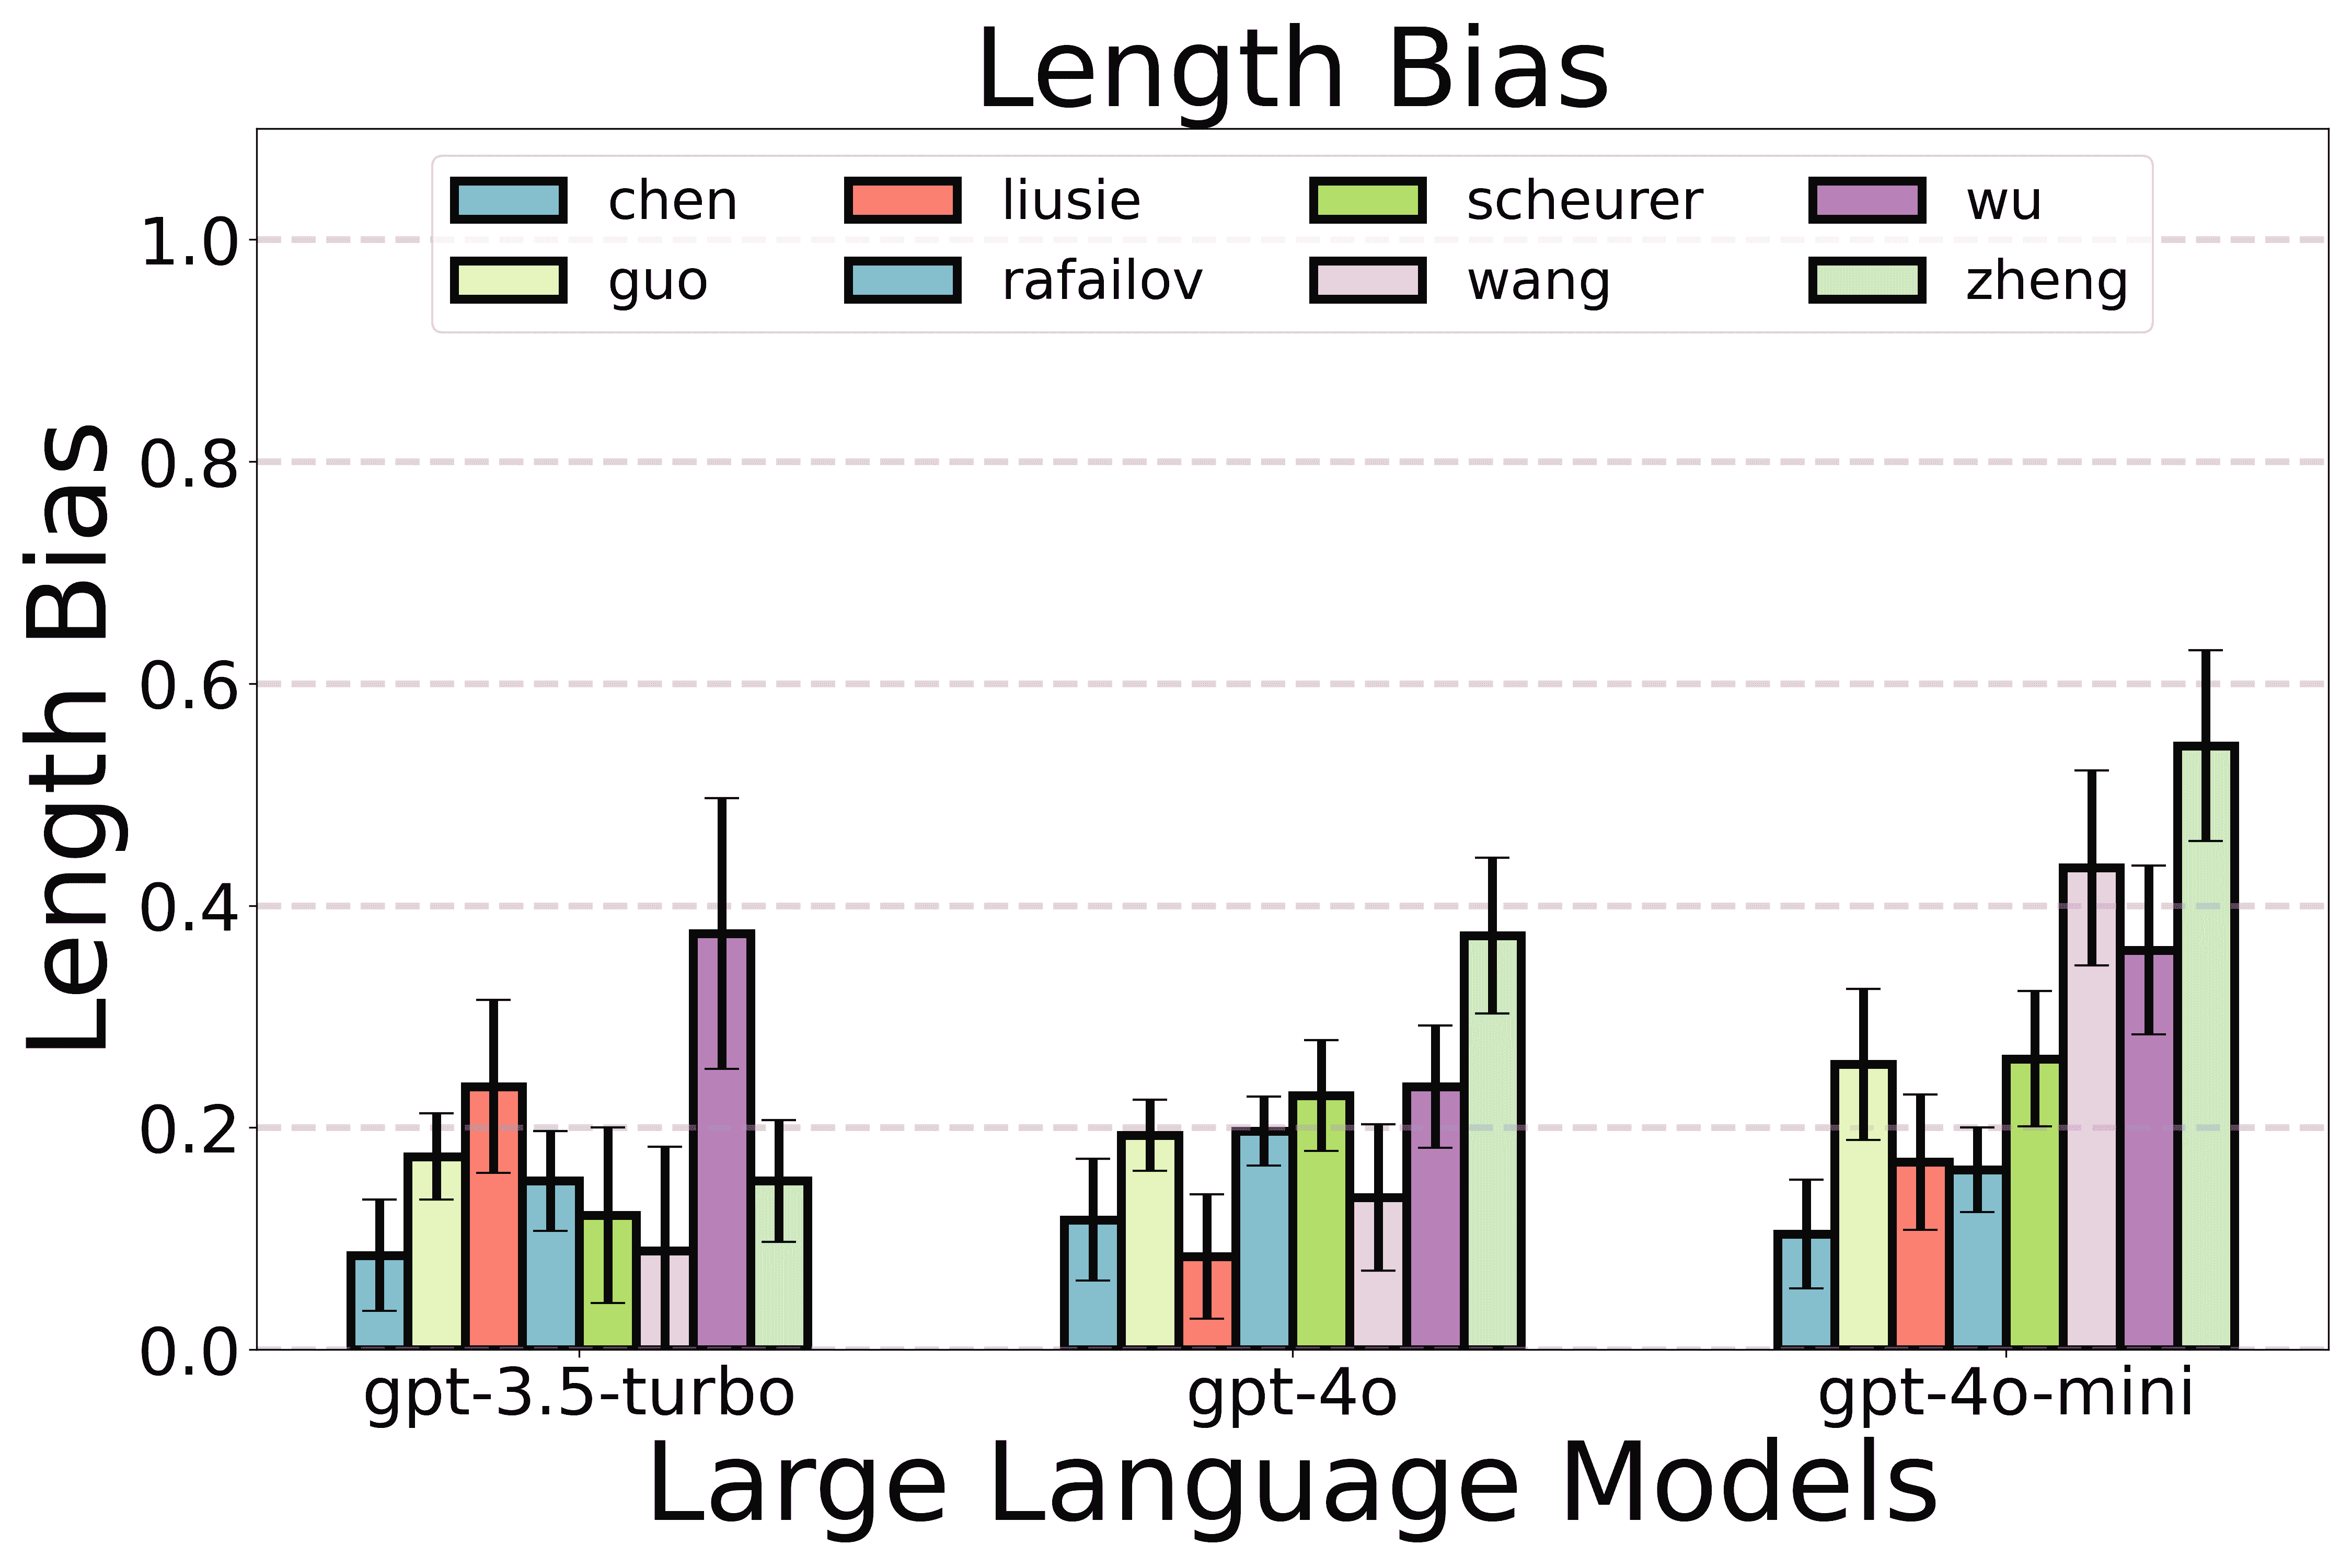 Length Bias
chen
liusie
scheurer
wu
guo
rafailov
wang
zheng
Length Bias
1.0
0.8
0.6
0.4
0.2
0.0
gpt-3.5-turbo
gpt-4o
gpt-4o-mini
Large Language Models